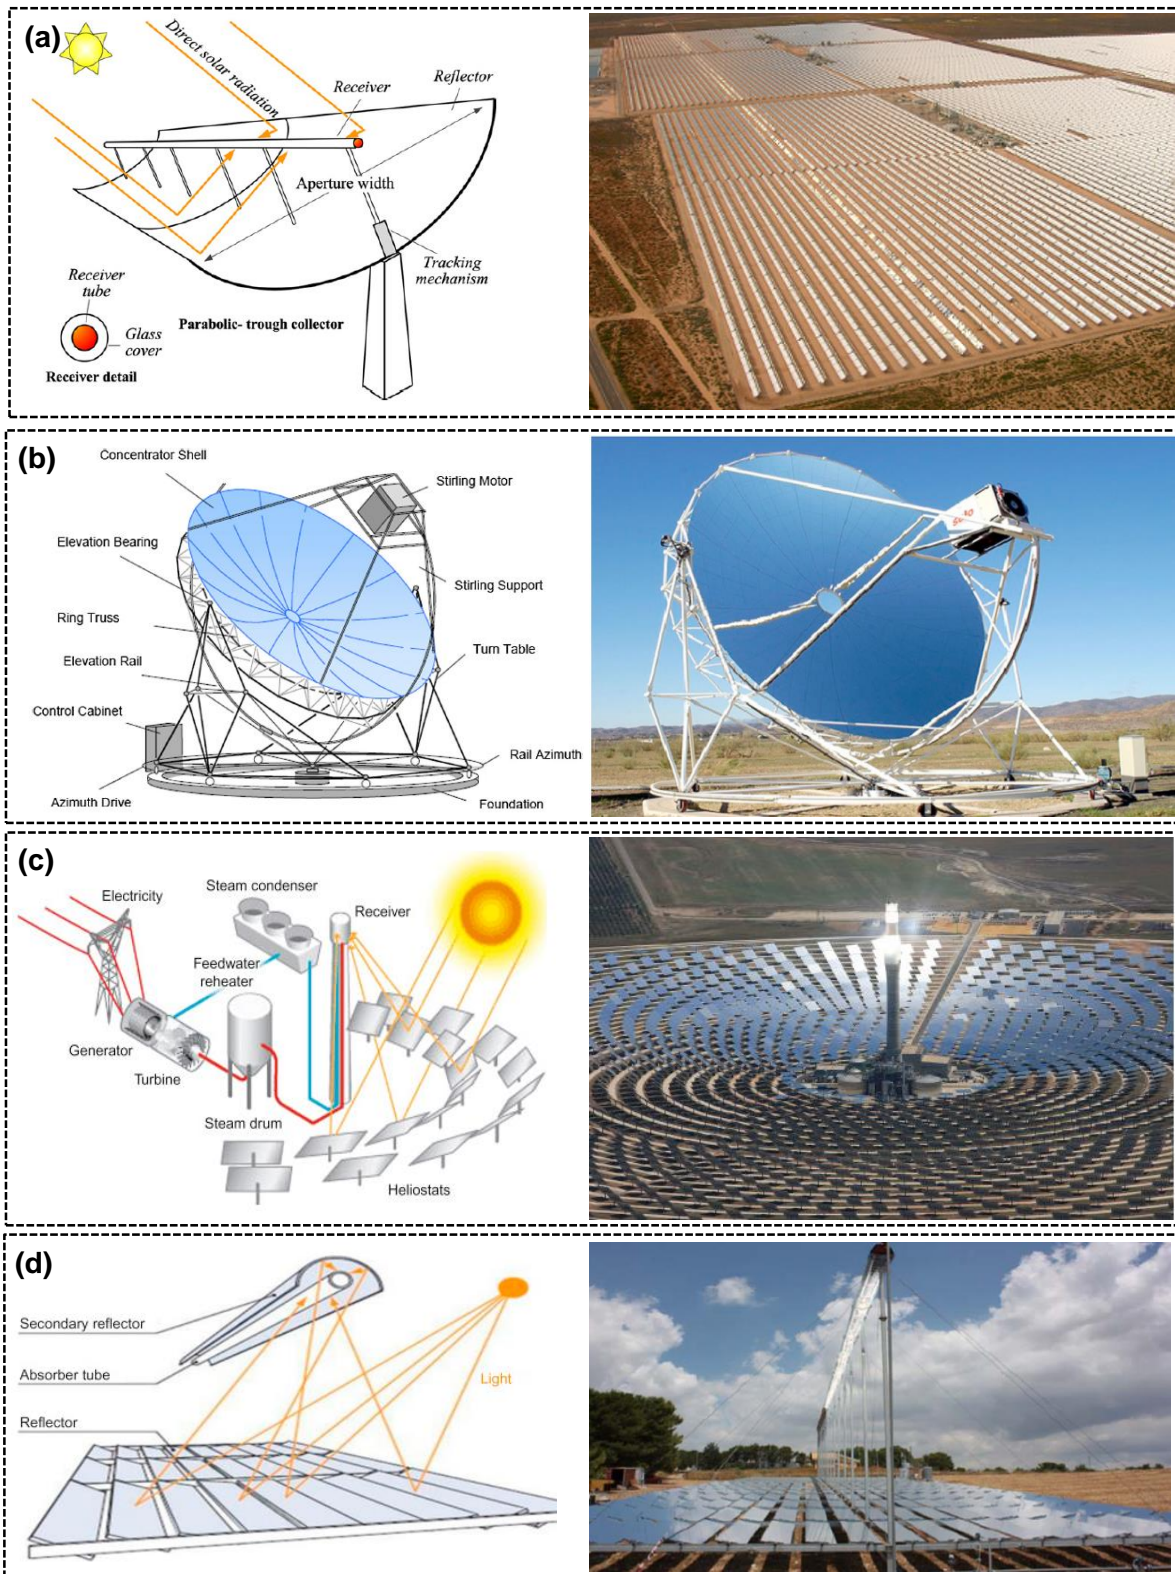 (a)
Direct solar radiation
Reflector
Receiver
Aperture width
Tracking
mechanism
Receiver
tube
Glass
cover
Parabolic- trough collector
Receiver detail
(b)
Concentrator Shell
Stirling Motor
Elevation Bearing
Stirling Support
Ring Truss
Turn Table
Elevation Rail
Control Cabinet
Rail Azimuth
Azimuth Drive
Foundation
(c)
Steam condenser
Electricity
Receiver
Feedwater
reheater
Generator
Turbine
Steam drum
Heliostats
(d)
Secondary reflector
Absorber tube
Light
Reflector